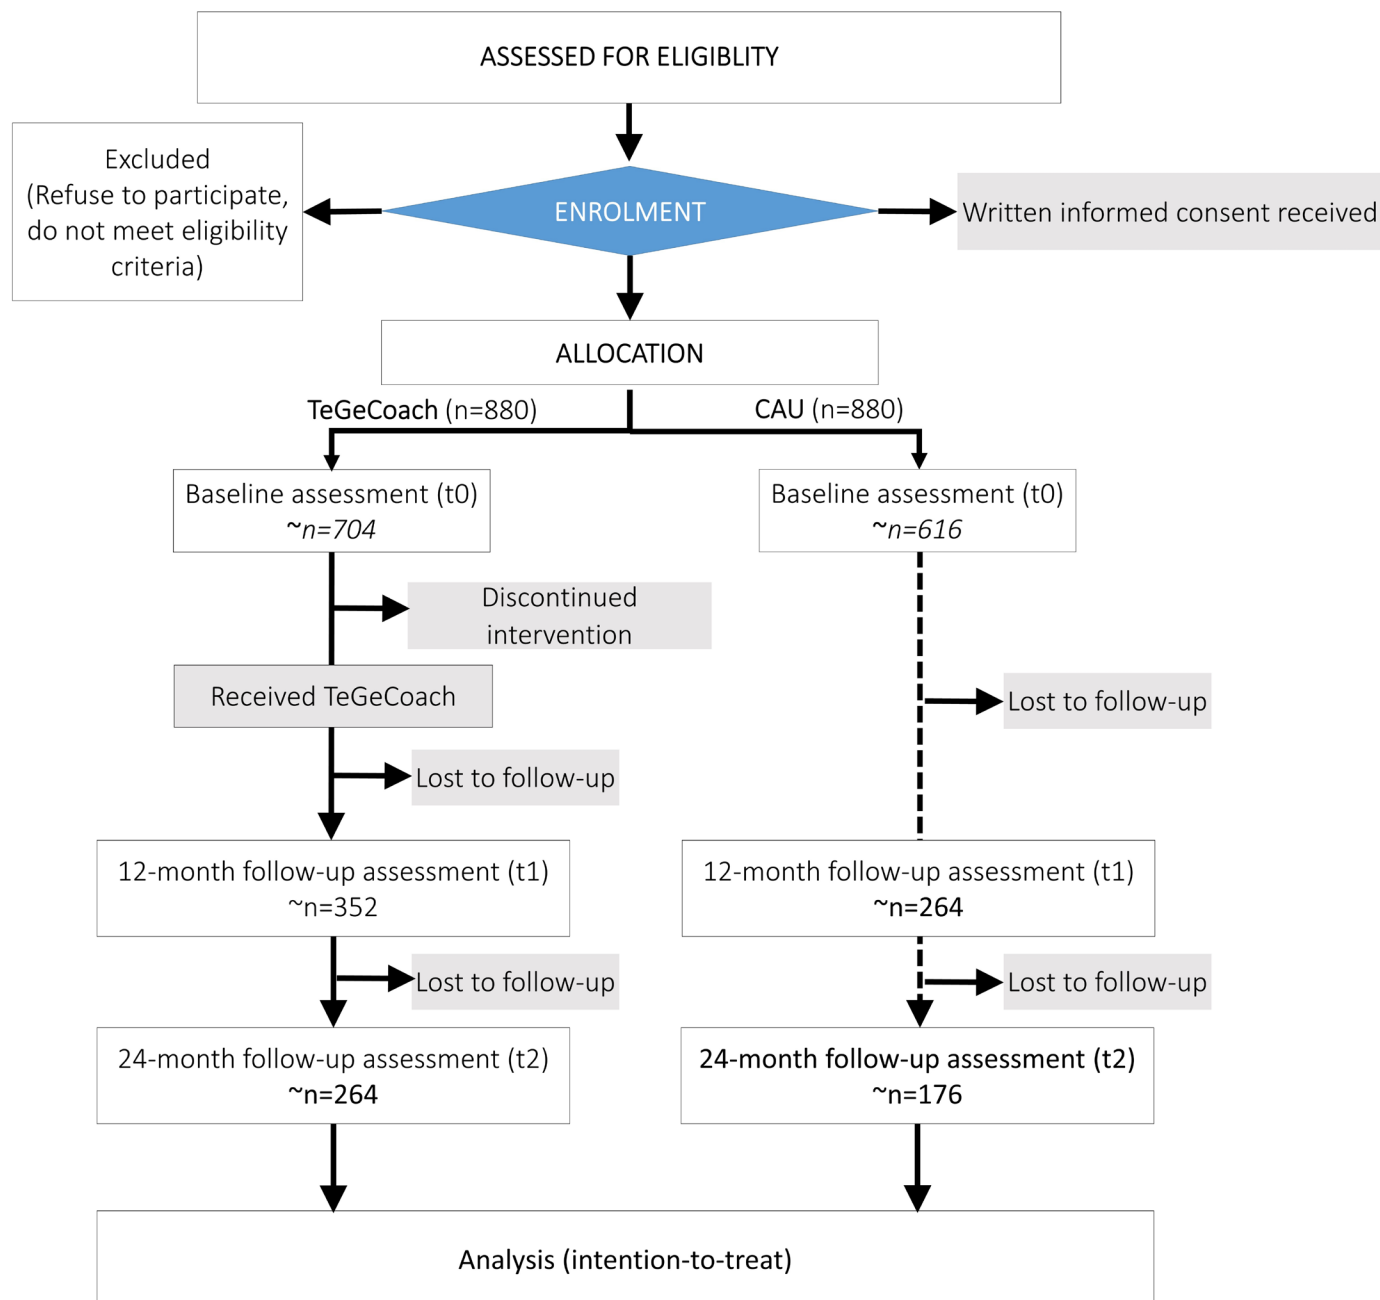 ASSESSED FOR ELIGIBLITY
Excluded
(Refuse to participate,
do not meet eligibility
criteria)
ENROLMENT
Written informed consent received
ALLOCATION
TeGeCoach (n=880)
CAU (n=880)
Baseline assessment (t0)
~n=704
Baseline assessment (t0)
~n=616
Discontinued
intervention
Received TeGeCoach
Lost to follow-up
Lost to follow-up
12-month follow-up assessment (t1)
~n=352
12-month follow-up assessment (t1)
~n=264
Lost to follow-up
Lost to follow-up
24-month follow-up assessment (t2)
~n=264
24-month follow-up assessment (t2)
~n=176
Analysis (intention-to-treat)